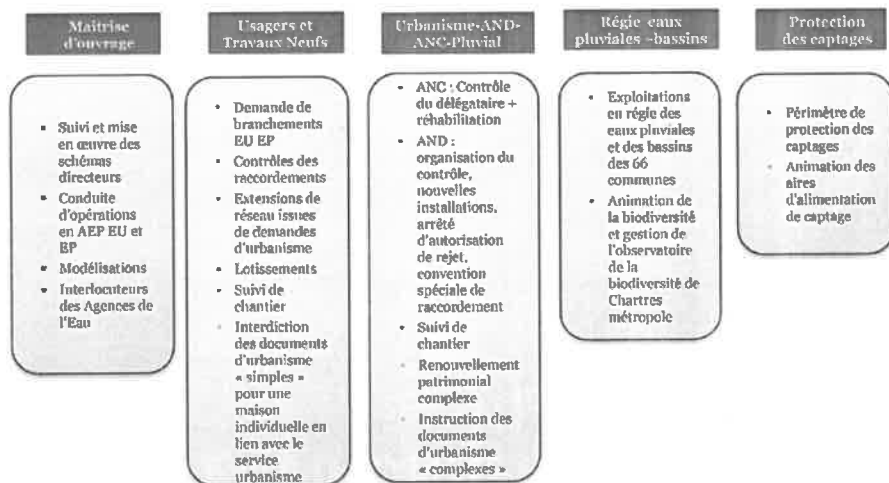 Maîtrise
d'ouvrage
Suivi et mise
en œuvre des
schémas
directeurs
Conduite
d'opérations
en AEP EU et
EP
Modélisations
Interlocuteurs
des Agences de
l'Eau
Usagers et
Travaux Neufs
Demande de
branchements
EU EP
Contrôles des
raccordements
Extensions de
réseau issues
de demandes
d'urbanisme
Lotissements
Suivi de
chantier
Interdiction
des documents
d'urbanisme
« simples »
pour une
maison
individuelle en
lien avec le
service
urbanisme
Urbanisme-AND-
ANC-Pluvial
ANC : Contrôle
du délégataire +
réhabilitation
AND :
organisation du
contrôle,
nouvelles
installations,
arrêté
d'autorisation
de rejet,
convention
spéciale de
raccordement
Suivi de
chantier
Renouvellement
patrimonial
complexe
Instruction des
documents
d'urbanisme
« complexes »
Régie eaux
pluviales -bassins
Exploitations
en régie des
eaux pluviales
et des bassins
des 66
communes
Animation de
la biodiversité
et gestion de
l'observatoire
de la
biodiversité de
Chartres
métropole
Protection
des captages
Périmètre de
protection des
captages
Animation des
aires
d'alimentation
de captage